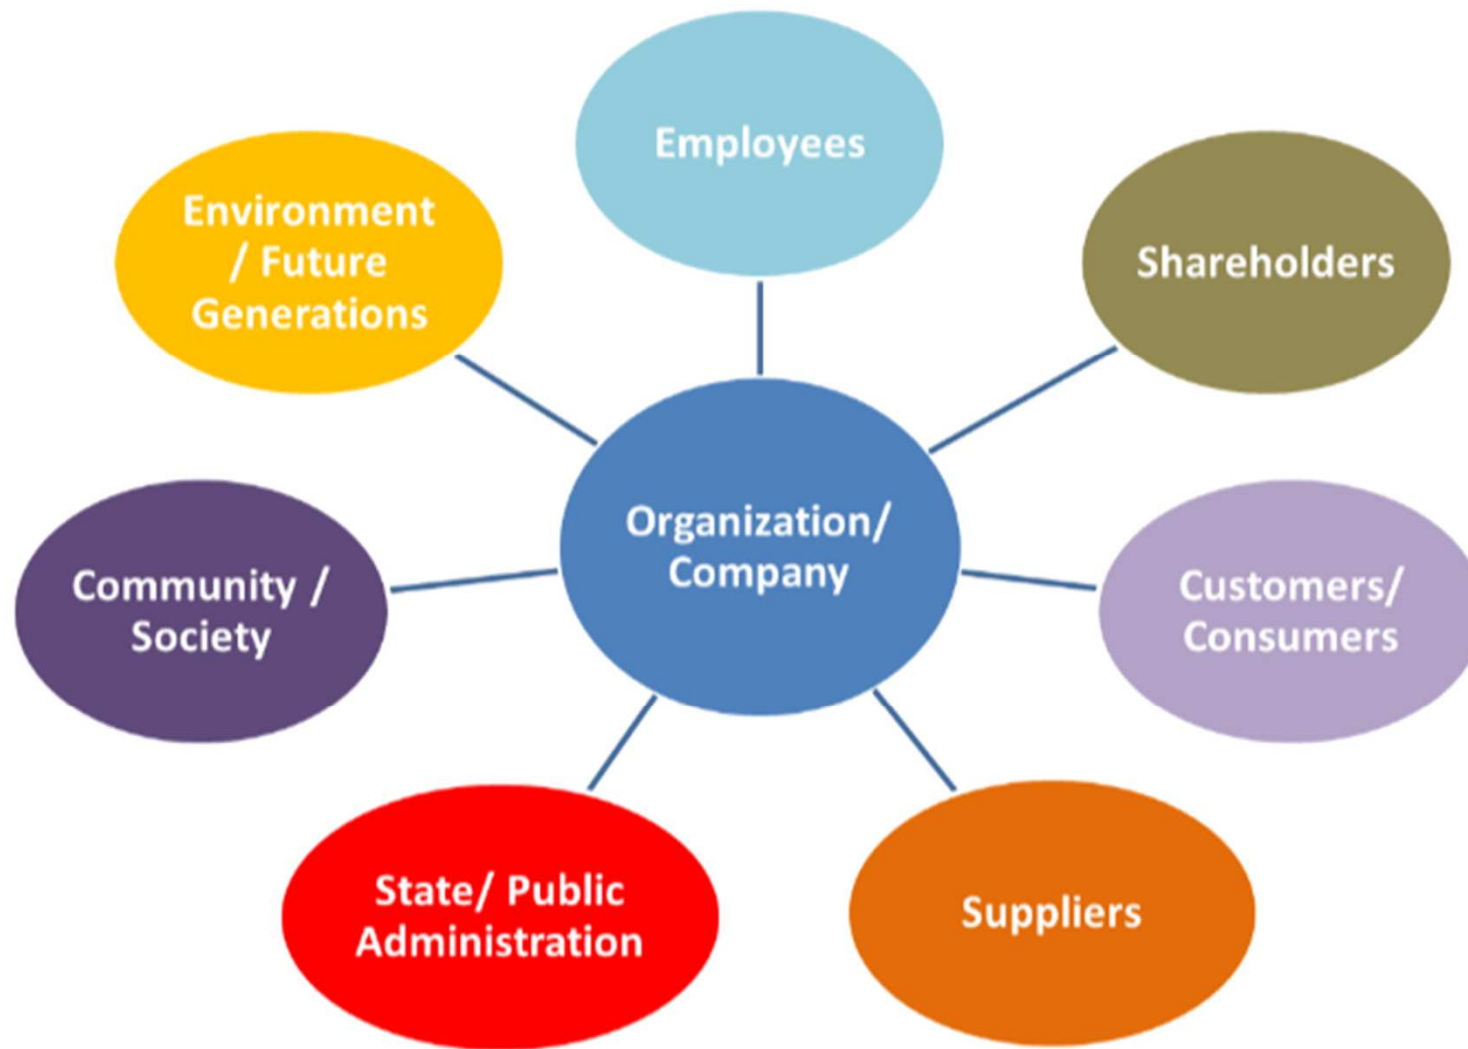 Employees
Environment
/ Future
Generations
Shareholders
Organization/
Company
Community /
Society
Customers/
Consumers
State/ Public
Administration
Suppliers